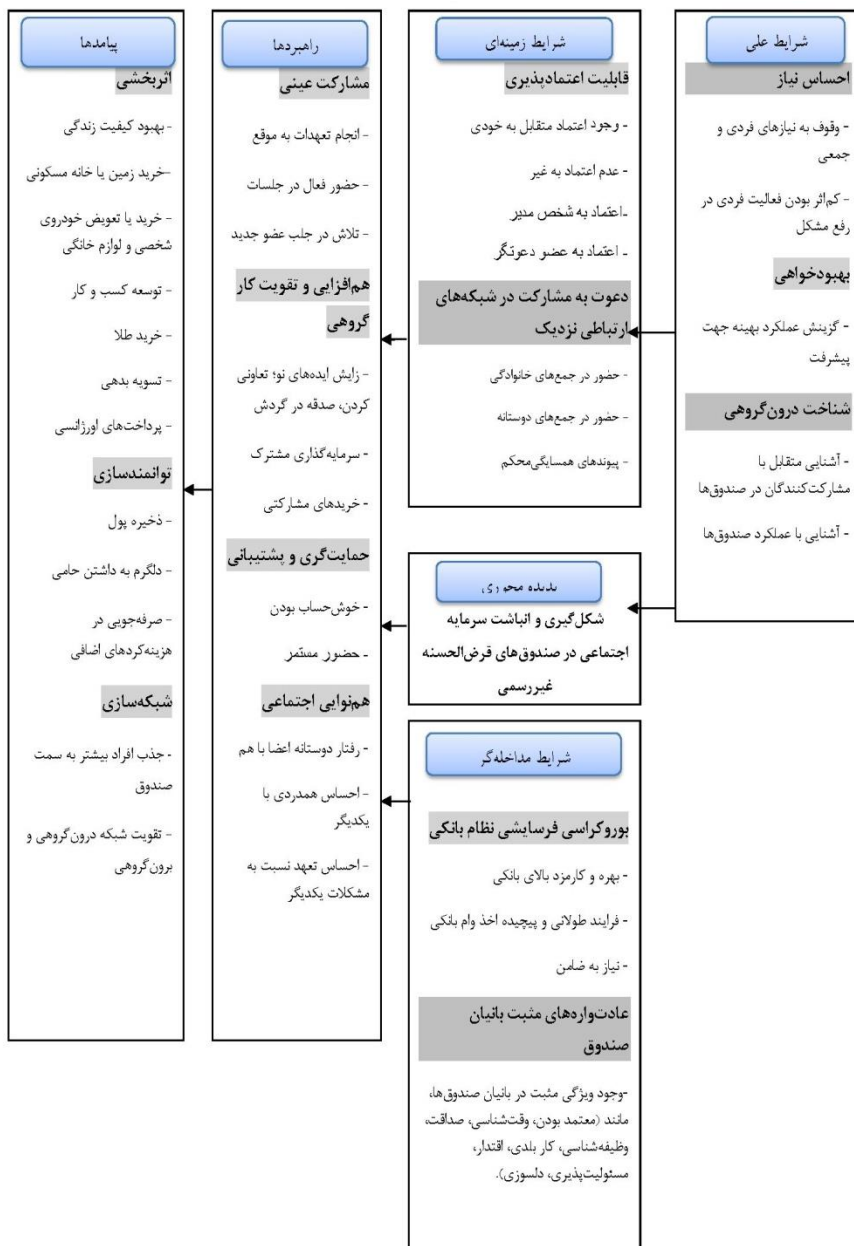 شرایط علی
احساس نیاز
- وقوف به نیازهای فردی و
جمعی
- کم‌اثر بودن فعالیت فردی در
رفع مشکل
بهبودخواهی
- گزینش عملکرد بهینه جهت
پیشرفت
شناخت درون‌گروهی
- آشنایی متقابل با
مشارکت‌کنندگان در صندوق‌ها
- آشنایی با عملکرد صندوق‌ها
شرایط زمینه‌ای
قابلیت اعتمادپذیری
- وجود اعتماد متقابل به خودی
- عدم اعتماد به غیر
- اعتماد به شخص مدیر
- اعتماد به عضو دعوتگر
دعوت به مشارکت در شبکه‌های
ارتباطی نزدیک
- حضور در جمع‌های خانوادگی
- حضور در جمع‌های دوستانه
- پیوندهای همسایگی‌محکم
پدیده محوری
شکل‌گیری و انباشت سرمایه
اجتماعی در صندوق‌های قرض‌الحسنه
غیررسمی
شرایط مداخله‌گر
بوروکراسی فرسایشی نظام بانکی
- بهره و کارمزد بالای بانکی
- فرایند طولانی و پیچیده اخذ وام بانکی
- نیاز به ضامن
عادت‌واره‌های مثبت بانیان
صندوق
-وجود ویژگی مثبت در بانیان صندوق‌ها،
مانند (معتمد بودن، وقت‌شناسی، صداقت،
وظیفه‌شناسی، کار بلدی، اقتدار،
مسئولیت‌پذیری، دلسوزی).
راهبردها
مشارکت عینی
- انجام تعهدات به موقع
- حضور فعال در جلسات
- تلاش در جلب عضو جدید
هم‌افزایی و تقویت کار
گروهی
- زایش ایده‌های نو؛ تعاونی
کردن، صدقه در گردش
- سرمایه‌گذاری مشترک
- خریدهای مشارکتی
حمایت‌گری و پشتیبانی
- خوش‌حساب بودن
- حضور مستمر
هم‌نوایی اجتماعی
- رفتار دوستانه اعضا با هم
- احساس همدردی با
یکدیگر
- احساس تعهد نسبت به
مشکلات یکدیگر
پیامدها
اثربخشی
- بهبود کیفیت زندگی
-خرید زمین یا خانه مسکونی
- خرید یا تعویض خودروی
شخصی و لوازم خانگی
- توسعه کسب و کار
- خرید طلا
- تسویه بدهی
- پرداخت‌های اورژانسی
توانمندسازی
- ذخیره پول
- دلگرم به داشتن حامی
- صرفه‌جویی در
هزینه‌کردهای اضافی
شبکه‌سازی
- جذب افراد بیشتر به سمت
صندوق
- تقویت شبکه درون‌گروهی و
برون‌گروهی